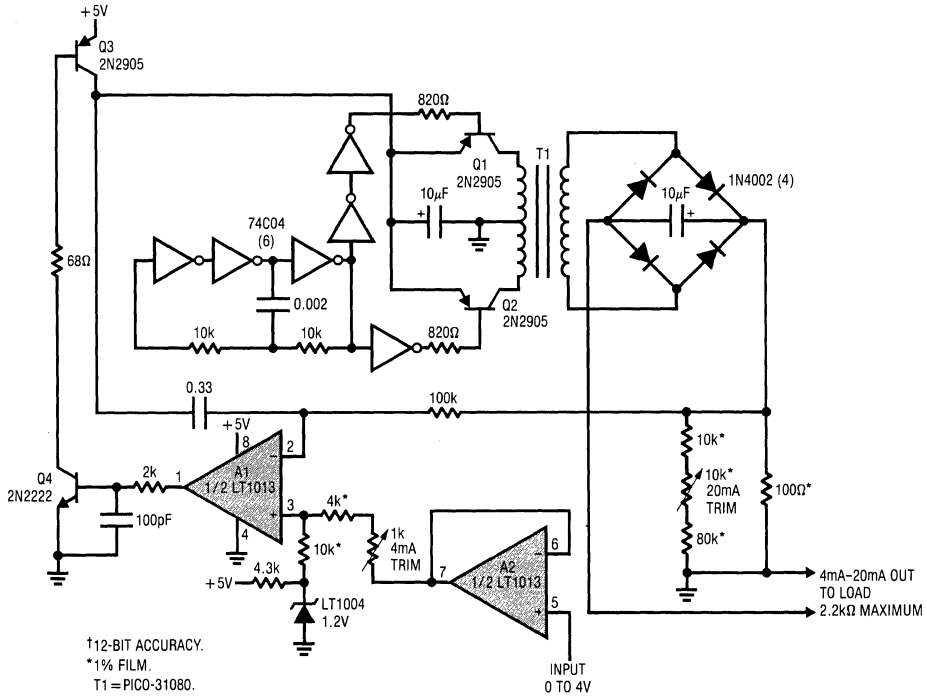 +5V
Q3
2N2905
820Ω
Q1
2N2905
T1
1N4002 (4)
10μF
+
10μF
+
74C04
(6)
68Ω
0.002
Q2
2N2905
10k
10k
820Ω
0.33
100k
+5V
8
2
−
A1
1/2 LT1013
1
3
+
4
2k
Q4
2N2222
100pF
4k*
10k*
1k
4mA
TRIM
+5V
4.3k
LT1004
1.2V
10k*
10k*
20mA
TRIM
80k*
100Ω*
6
−
A2
1/2 LT1013
7
5
+
4mA–20mA OUT
TO LOAD
2.2kΩ MAXIMUM
INPUT
0 TO 4V
†12-BIT ACCURACY.
*1% FILM.
T1=PICO-31080.